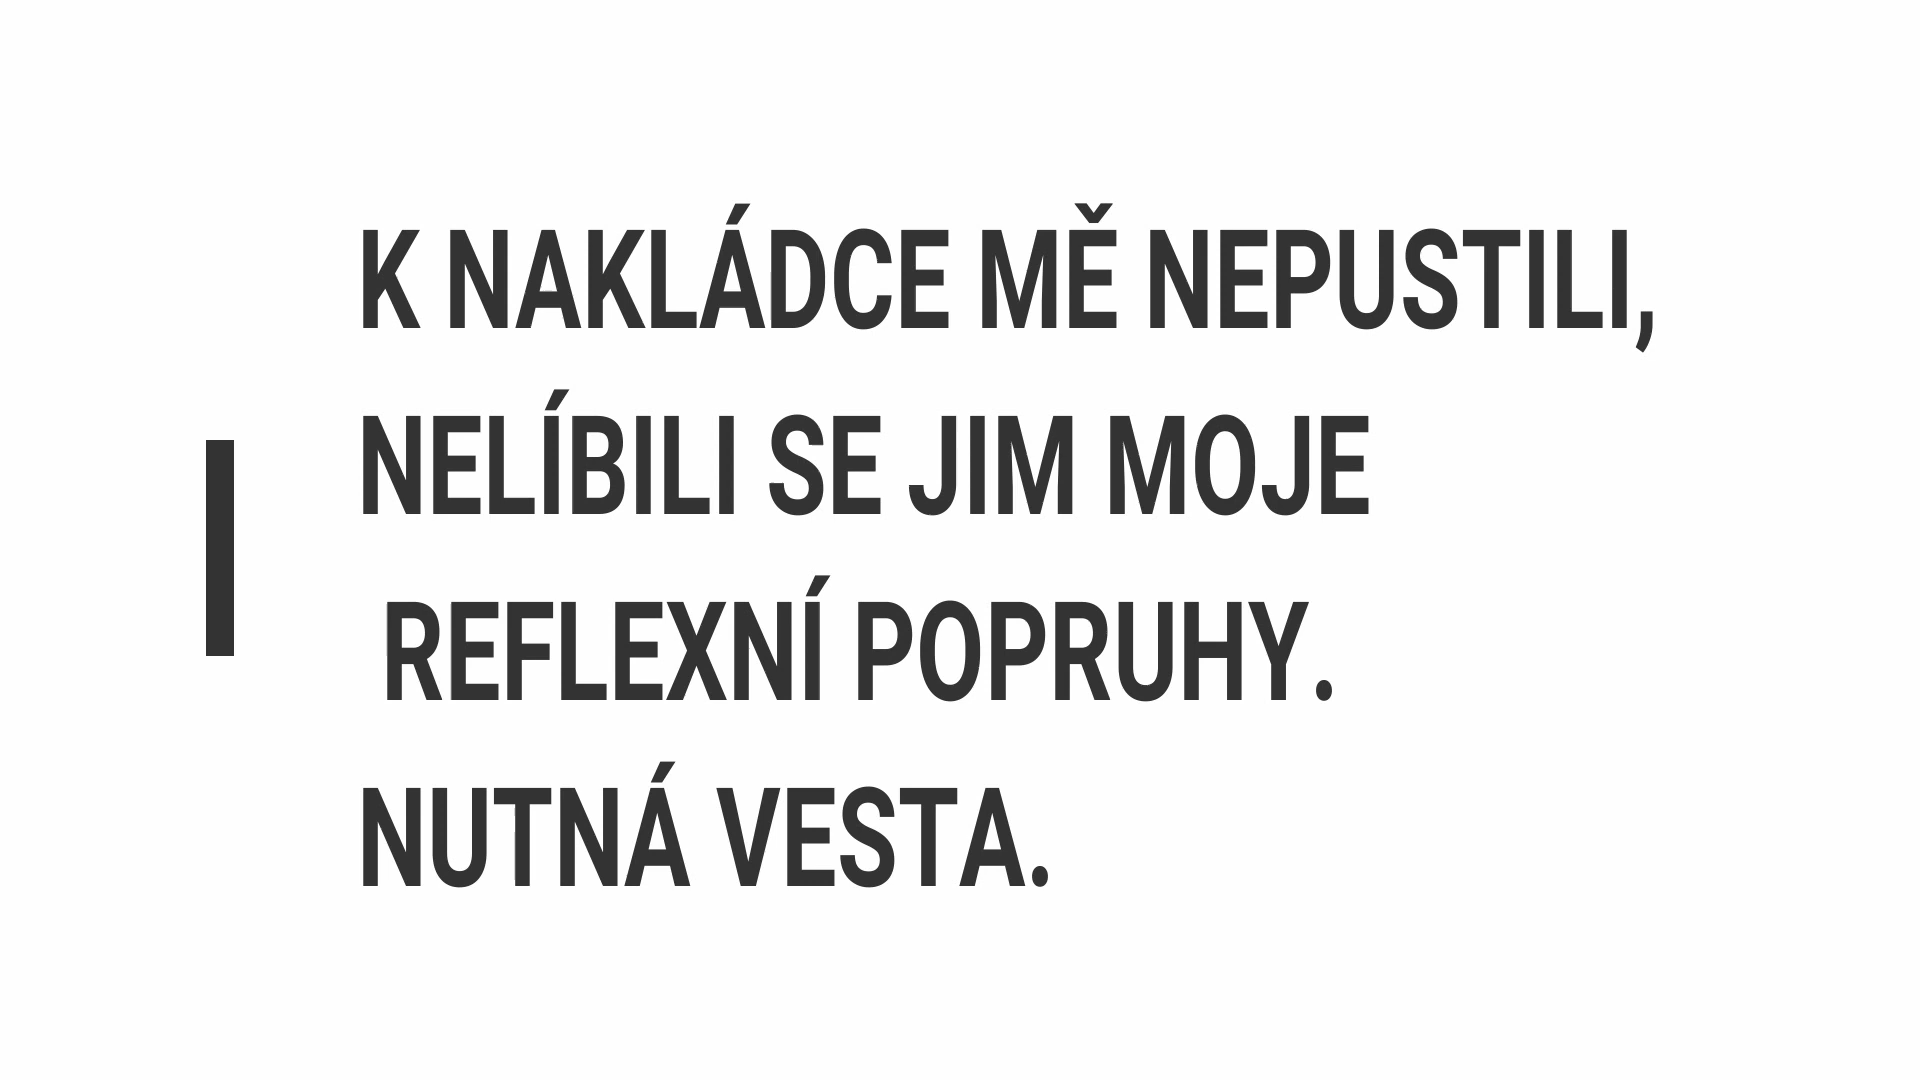 K NAKLÁDCE MĚ NEPUSTILI,
NELÍBILI SE JIM MOJE
REFLEXNÍ POPRUHY.
NUTNÁ VESTA.